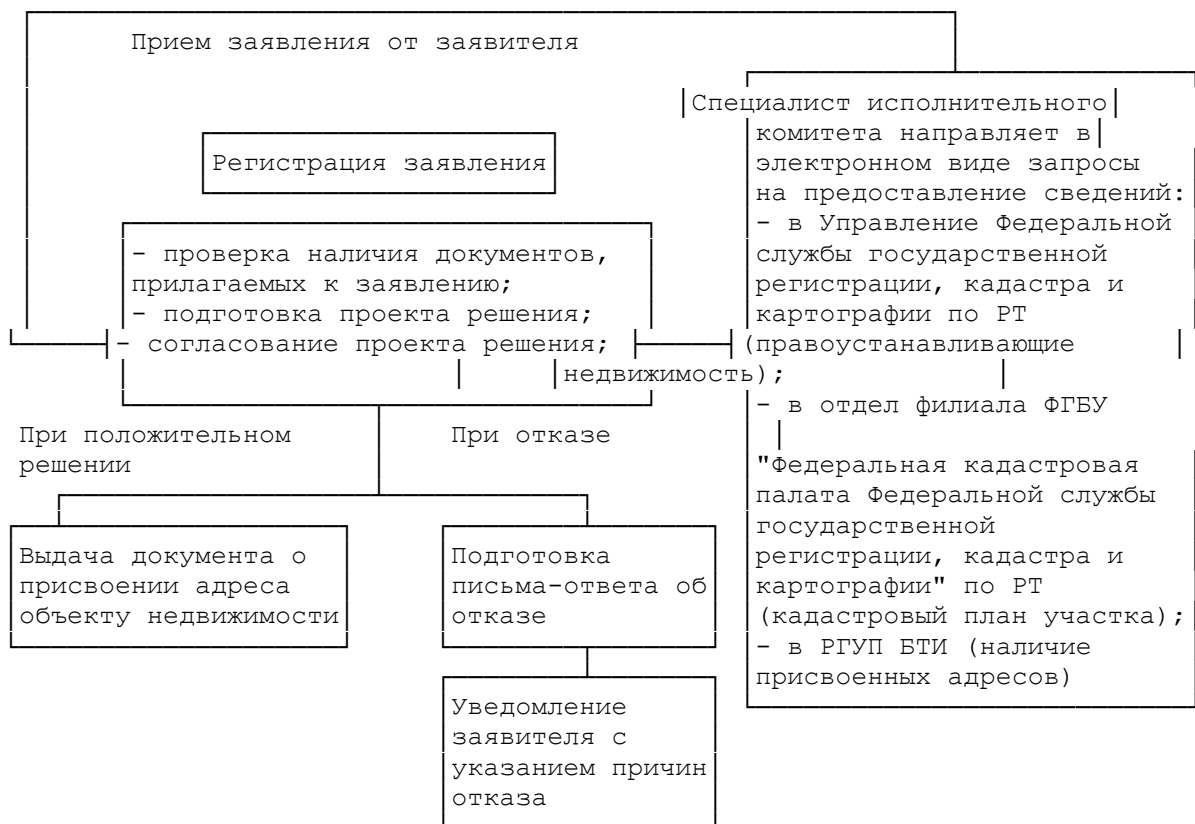 Прием заявления от заявителя
Регистрация заявления
- проверка наличия документов,
прилагаемых к заявлению;
- подготовка проекта решения;
- согласование проекта решения;
При положительном
решении
При отказе
Выдача документа о
присвоении адреса
объекту недвижимости
Подготовка
письма-ответа об
отказе
Уведомление
заявителя с
указанием причин
отказа
Специалист исполнительного
комитета направляет в
электронном виде запросы
на предоставление сведений:
- в Управление Федеральной
службы государственной
регистрации, кадастра и
картографии по РТ
(правоустанавливающие
недвижимость);
- в отдел филиала ФГБУ
"Федеральная кадастровая
палата Федеральной службы
государственной
регистрации, кадастра и
картографии" по РТ
(кадастровый план участка);
- в РГУП БТИ (наличие
присвоенных адресов)